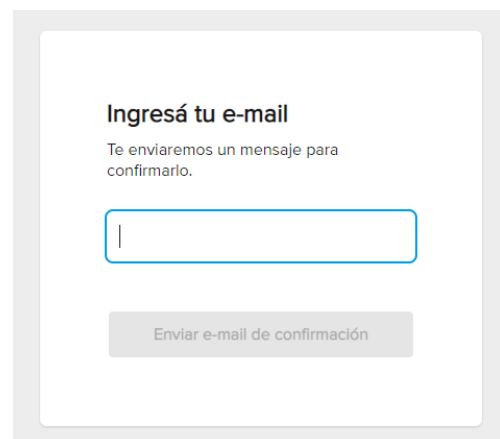 Ingresá tu e-mail
Te enviaremos un mensaje para
confirmarlo.
Enviar e-mail de confirmación